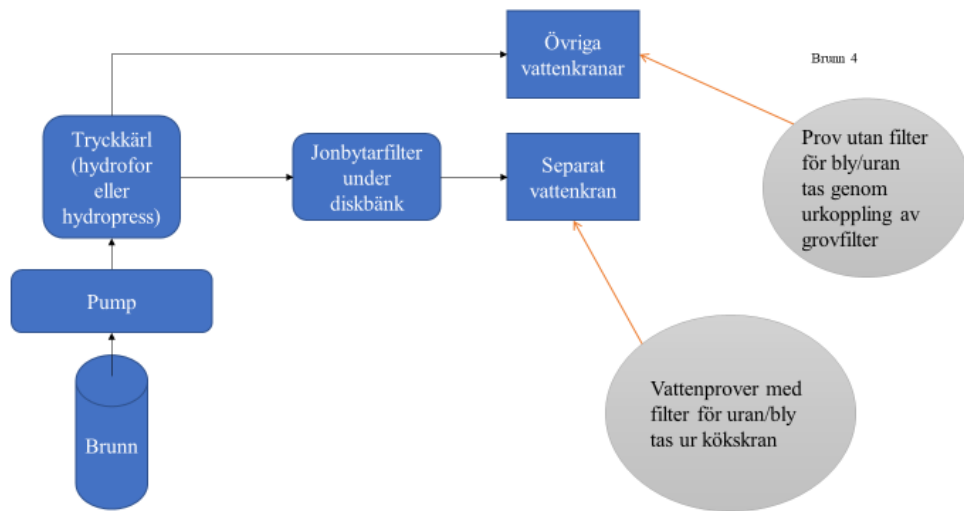 Övriga
vattenkranar
Brunn 4
Tryckkärl
(hydrofor
eller
hydropress)
Jonbytarfilter
under
diskbänk
Separat
vattenkran
Prov utan filter
för bly/uran
tas genom
urkoppling av
grovfilter
Pump
Brunn
Vattenprover med
filter för uran/bly
tas ur kökskran